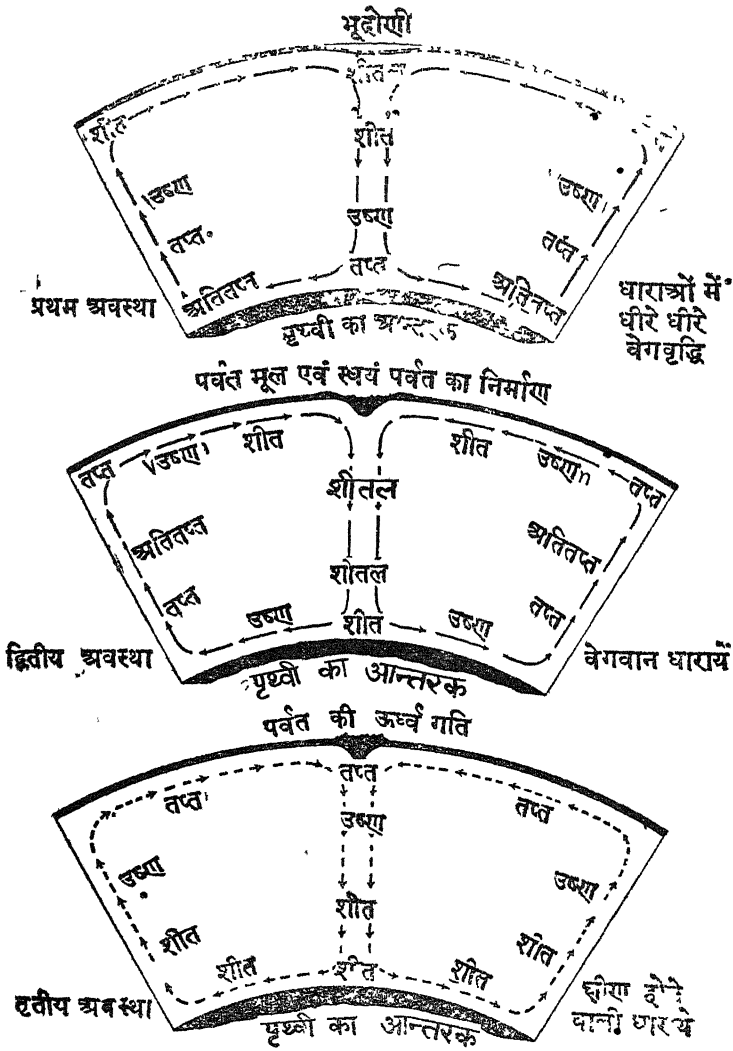 भूद्रोणी
शीत
शीत शीत
उष्ण उष्ण
उष्ण
तप्त तप्त
तप्त
अतितप्त अतितप्त
प्रथम अवस्था
धाराओं में
धीरे धीरे
वेगवृद्धि
पृथ्वी का
पर्वत मूल एवं स्वयं पर्वत का निर्माण
तप्त उष्ण शीत शीत उष्ण तप्त
शीतल
अतितप्त अतितप्त
शीतल
तप्त तप्त
उष्ण शीत उष्ण
द्वितीय अवस्था वेगवान धारायें
पृथ्वी का आन्तरक
पर्वत की ऊर्ध्व गति
तप्त
तप्त तप्त
उष्ण
उष्ण उष्ण
शीत
शीत शीत
शीत शीत शीत
तृतीय अवस्था
क्षीण होने
वाली धारायें
पृथ्वी का आन्तरक